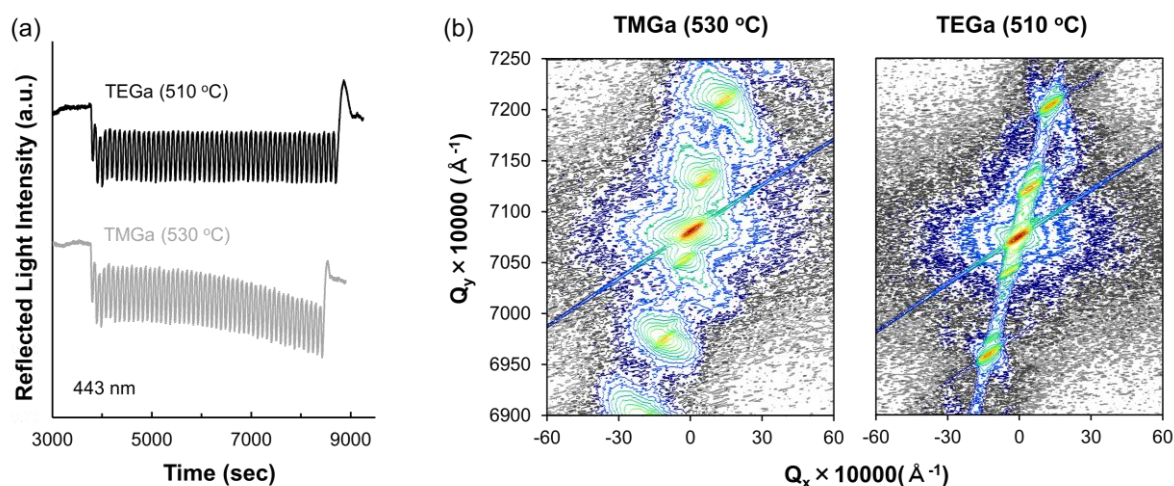 (a)
Reflected Light Intensity (a.u.)
TEGa (510 °C)
TMGa (530 °C)
443 nm
3000 5000 7000 9000
Time (sec)
(b)
TMGa (530 °C) TEGa (510 °C)
Qy × 10000 (Å⁻¹)
7250
7200
7150
7100
7050
7000
6950
6900
-60 -30 0 30 60 -60 -30 0 30 60
Qx × 10000(Å⁻¹)